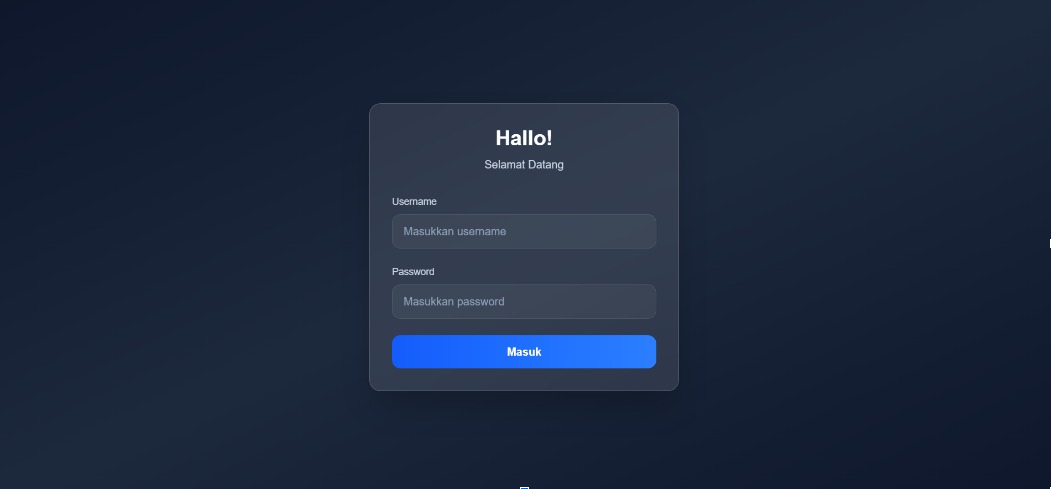 Hallo!
Selamat Datang
Username
Masukkan username
Password
Masukkan password
Masuk